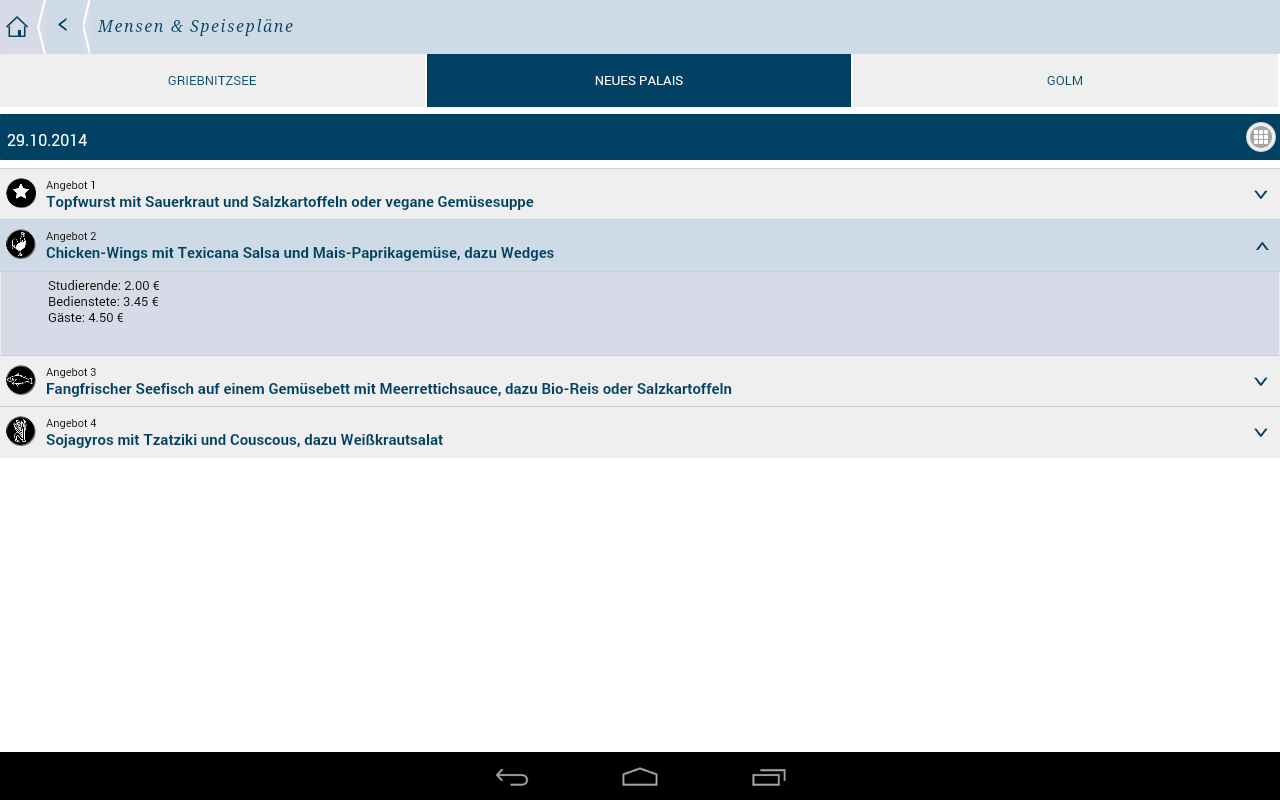 Mensen & Speisepläne
GRIEBNITZSEE
NEUES PALAIS
GOLM
29.10.2014
Angebot 1
Topfwurst mit Sauerkraut und Salzkartoffeln oder vegane Gemüsesuppe
Angebot 2
Chicken-Wings mit Texicana Salsa und Mais-Paprikagemüse, dazu Wedges
Studierende: 2.00 €
Bedienstete: 3.45 €
Gäste: 4.50 €
Angebot 3
Fangfrischer Seefisch auf einem Gemüsebett mit Meerrettichsauce, dazu Bio-Reis oder Salzkartoffeln
Angebot 4
Sojagyros mit Tzatziki und Couscous, dazu Weißkrautsalat